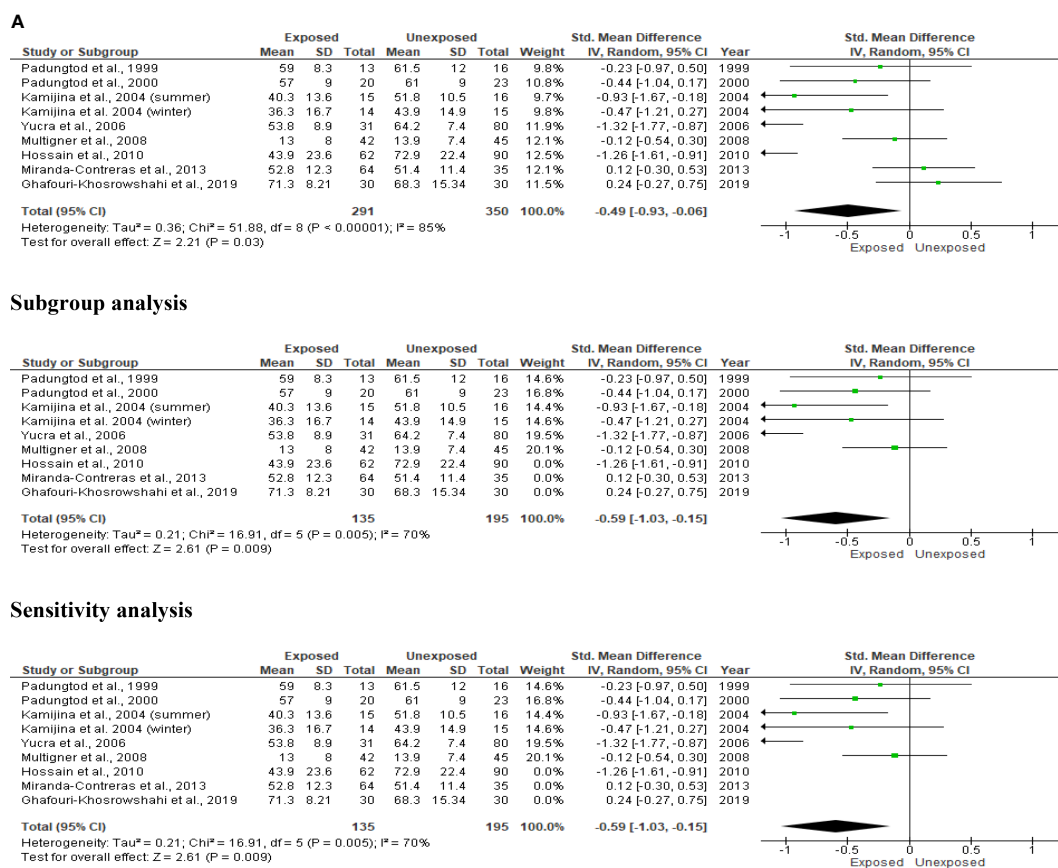 A
Exposed Unexposed Std. Mean Difference Std. Mean Difference
Study or Subgroup Mean SD Total Mean SD Total Weight IV, Random, 95% CI Year IV, Random, 95% CI
Padungtod et al., 1999 59 8.3 13 61.5 12 16 9.8% -0.23 [-0.97, 0.50] 1999
Padungtod et al., 2000 57 9 20 61 9 23 10.8% -0.44 [-1.04, 0.17] 2000
Kamijina et al., 2004 (summer) 40.3 13.6 15 51.8 10.5 16 9.7% -0.93 [-1.67, -0.18] 2004
Kamijina et al. 2004 (winter) 36.3 16.7 14 43.9 14.9 15 9.8% -0.47 [-1.21, 0.27] 2004
Yucra et al., 2006 53.8 8.9 31 64.2 7.4 80 11.9% -1.32 [-1.77, -0.87] 2006
Multigner et al., 2008 13 8 42 13.9 7.4 45 12.1% -0.12 [-0.54, 0.30] 2008
Hossain et al., 2010 43.9 23.6 62 72.9 22.4 90 12.5% -1.26 [-1.61, -0.91] 2010
Miranda-Contreras et al., 2013 52.8 12.3 64 51.4 11.4 35 12.1% 0.12 [-0.30, 0.53] 2013
Ghafouri-Khosrowshahi et al., 2019 71.3 8.21 30 68.3 15.34 30 11.5% 0.24 [-0.27, 0.75] 2019
Total (95% CI) 291 350 100.0% -0.49 [-0.93, -0.06]
Heterogeneity: Tau² = 0.36; Chi² = 51.88, df = 8 (P < 0.00001); I² = 85%
Test for overall effect: Z = 2.21 (P = 0.03)
-1 -0.5 0 0.5 1
Exposed Unexposed
Subgroup analysis
Exposed Unexposed Std. Mean Difference Std. Mean Difference
Study or Subgroup Mean SD Total Mean SD Total Weight IV, Random, 95% CI Year IV, Random, 95% CI
Padungtod et al., 1999 59 8.3 13 61.5 12 16 14.6% -0.23 [-0.97, 0.50] 1999
Padungtod et al., 2000 57 9 20 61 9 23 16.8% -0.44 [-1.04, 0.17] 2000
Kamijina et al., 2004 (summer) 40.3 13.6 15 51.8 10.5 16 14.4% -0.93 [-1.67, -0.18] 2004
Kamijina et al. 2004 (winter) 36.3 16.7 14 43.9 14.9 15 14.6% -0.47 [-1.21, 0.27] 2004
Yucra et al., 2006 53.8 8.9 31 64.2 7.4 80 19.5% -1.32 [-1.77, -0.87] 2006
Multigner et al., 2008 13 8 42 13.9 7.4 45 20.1% -0.12 [-0.54, 0.30] 2008
Hossain et al., 2010 43.9 23.6 62 72.9 22.4 90 0.0% -1.26 [-1.61, -0.91] 2010
Miranda-Contreras et al., 2013 52.8 12.3 64 51.4 11.4 35 0.0% 0.12 [-0.30, 0.53] 2013
Ghafouri-Khosrowshahi et al., 2019 71.3 8.21 30 68.3 15.34 30 0.0% 0.24 [-0.27, 0.75] 2019
Total (95% CI) 135 195 100.0% -0.59 [-1.03, -0.15]
Heterogeneity: Tau² = 0.21; Chi² = 16.91, df = 5 (P = 0.005); I² = 70%
Test for overall effect: Z = 2.61 (P = 0.009)
-1 -0.5 0 0.5 1
Exposed Unexposed
Sensitivity analysis
Exposed Unexposed Std. Mean Difference Std. Mean Difference
Study or Subgroup Mean SD Total Mean SD Total Weight IV, Random, 95% CI Year IV, Random, 95% CI
Padungtod et al., 1999 59 8.3 13 61.5 12 16 14.6% -0.23 [-0.97, 0.50] 1999
Padungtod et al., 2000 57 9 20 61 9 23 16.8% -0.44 [-1.04, 0.17] 2000
Kamijina et al., 2004 (summer) 40.3 13.6 15 51.8 10.5 16 14.4% -0.93 [-1.67, -0.18] 2004
Kamijina et al. 2004 (winter) 36.3 16.7 14 43.9 14.9 15 14.6% -0.47 [-1.21, 0.27] 2004
Yucra et al., 2006 53.8 8.9 31 64.2 7.4 80 19.5% -1.32 [-1.77, -0.87] 2006
Multigner et al., 2008 13 8 42 13.9 7.4 45 20.1% -0.12 [-0.54, 0.30] 2008
Hossain et al., 2010 43.9 23.6 62 72.9 22.4 90 0.0% -1.26 [-1.61, -0.91] 2010
Miranda-Contreras et al., 2013 52.8 12.3 64 51.4 11.4 35 0.0% 0.12 [-0.30, 0.53] 2013
Ghafouri-Khosrowshahi et al., 2019 71.3 8.21 30 68.3 15.34 30 0.0% 0.24 [-0.27, 0.75] 2019
Total (95% CI) 135 195 100.0% -0.59 [-1.03, -0.15]
Heterogeneity: Tau² = 0.21; Chi² = 16.91, df = 5 (P = 0.005); I² = 70%
Test for overall effect: Z = 2.61 (P = 0.009)
-1 -0.5 0 0.5 1
Exposed Unexposed